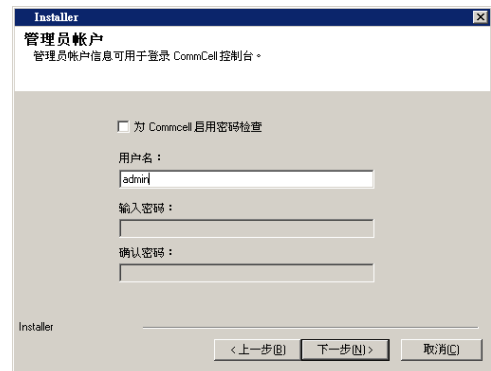 Installer
管理员帐户
管理员帐户信息可用于登录 CommCell 控制台。
为 Commcell 启用密码检查
用户名：
admin
输入密码：
确认密码：
Installer
<上一步(B) 下一步(N)> 取消(C)